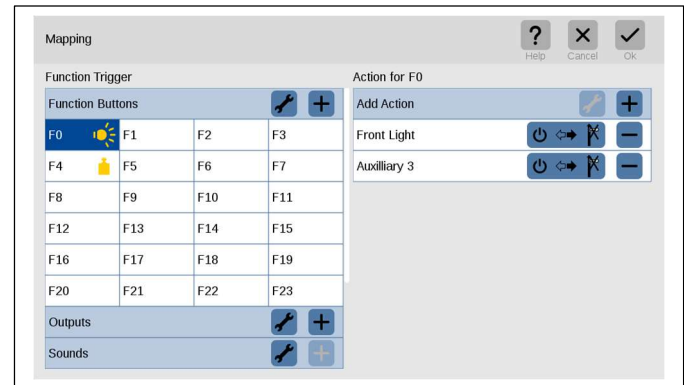 Mapping
? Help
Cancel
Ok
Function Trigger
Action for F0
Function Buttons
Add Action
F0 F1 F2 F3
Front Light
F4 F5 F6 F7
Auxilliary 3
F8 F9 F10 F11
F12 F13 F14 F15
F16 F17 F18 F19
F20 F21 F22 F23
Outputs
Sounds